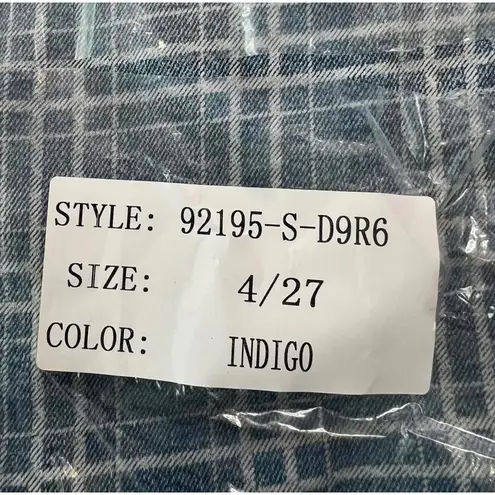 STYLE: 92195-S-D9R6
SIZE: 4/27
COLOR: INDIGO